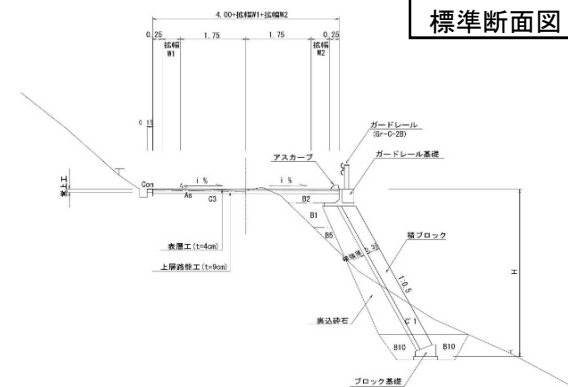 標準断面図
4.00+拡幅W1+拡幅W2
0.25
拡幅
W1
1.75
1.75
拡幅
W2
0.25
ガードレール
(Gr-C-2B)
アスカーブ
ガードレール基礎
Con
i %
i %
As
C3
B2
B1
B5
表層工(t=4cm)
上層路盤工(t=9cm)
積ブロック
0.35
1:0.5
H
裏込砕石
C 1
B10
B10
ブロック基礎